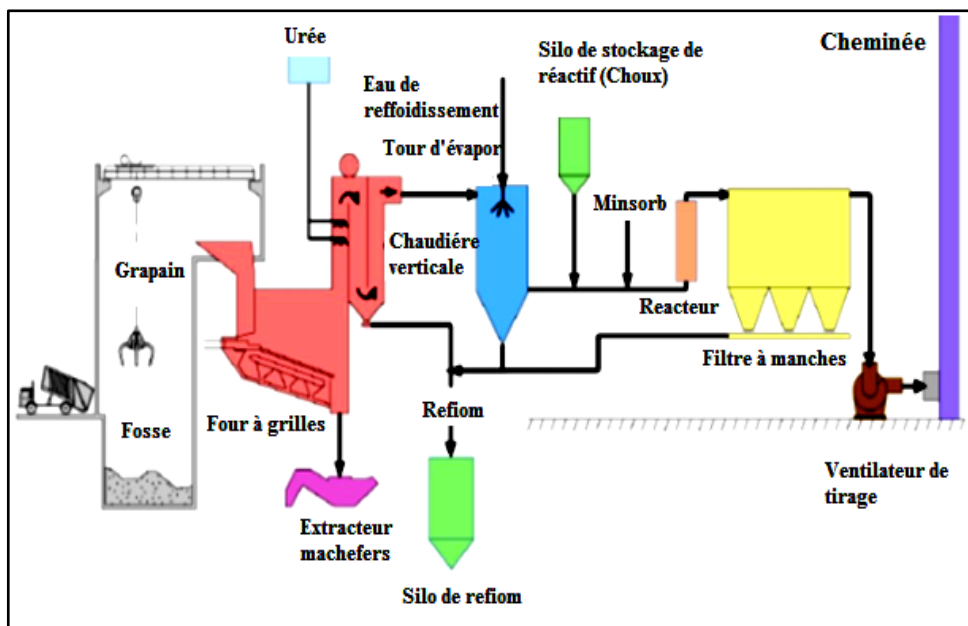 Urée
Silo de stockage de
réactif (Choux)
Cheminée
Eau de
reffoidissement
Tour d'évapor
Minsorb
Grapain
Chaudiére
verticale
Reacteur
Filtre à manches
Fosse
Four à grilles
Refiom
Ventilateur de
tirage
Extracteur
machefers
Silo de refiom